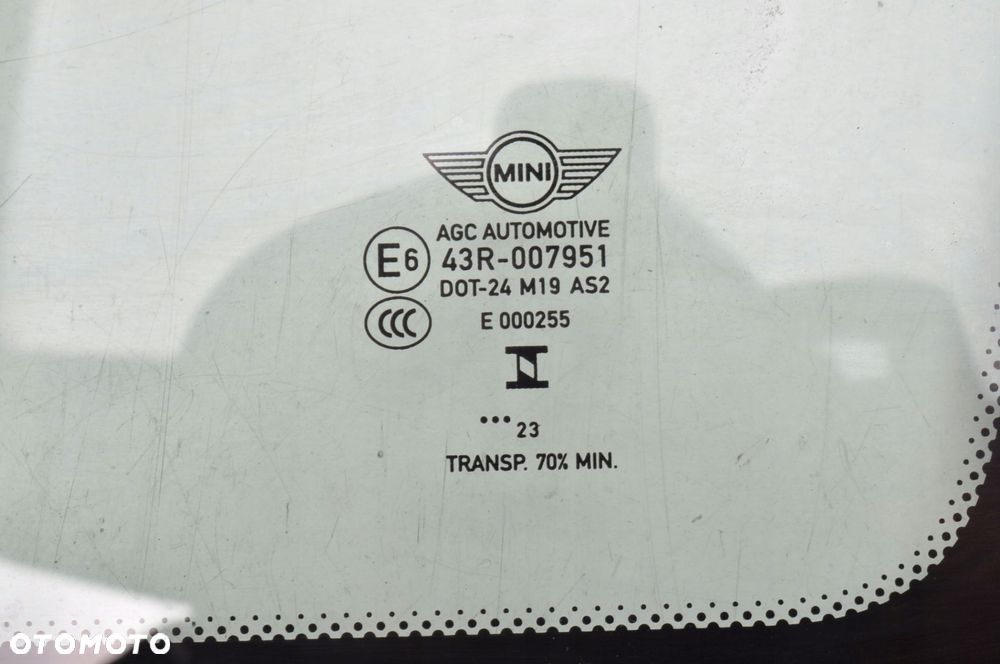 MINI
AGC AUTOMOTIVE
E6 43R-007951
DOT-24 M19 AS2
CCC
E 000255
••• 23
TRANSP. 70% MIN.
OTOMOTO